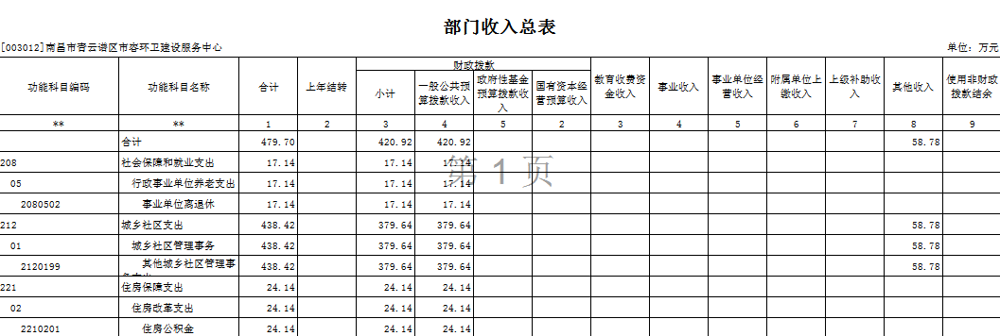 部门收入总表
[003012]南昌市青云谱区市容环卫建设服务中心 单位：万元
功能科目编码 功能科目名称 合计 上年结转 财政拨款 教育收费资金收入 事业收入 事业单位经营收入 附属单位上缴收入 上级补助收入 其他收入 使用非财政拨款结余
小计 一般公共预算拨款收入 政府性基金预算拨款收入 国有资本经营预算收入
** ** 1 2 3 4 5 2 3 4 5 6 7 8 9
合计 479.70 420.92 420.92 58.78
208 社会保障和就业支出 17.14 17.14 17.14
05 行政事业单位养老支出 17.14 17.14 17.14
2080502 事业单位离退休 17.14 17.14 17.14
212 城乡社区支出 438.42 379.64 379.64 58.78
01 城乡社区管理事务 438.42 379.64 379.64 58.78
2120199 其他城乡社区管理事 438.42 379.64 379.64 58.78
221 住房保障支出 24.14 24.14 24.14
02 住房改革支出 24.14 24.14 24.14
2210201 住房公积金 24.14 24.14 24.14
第 1 页